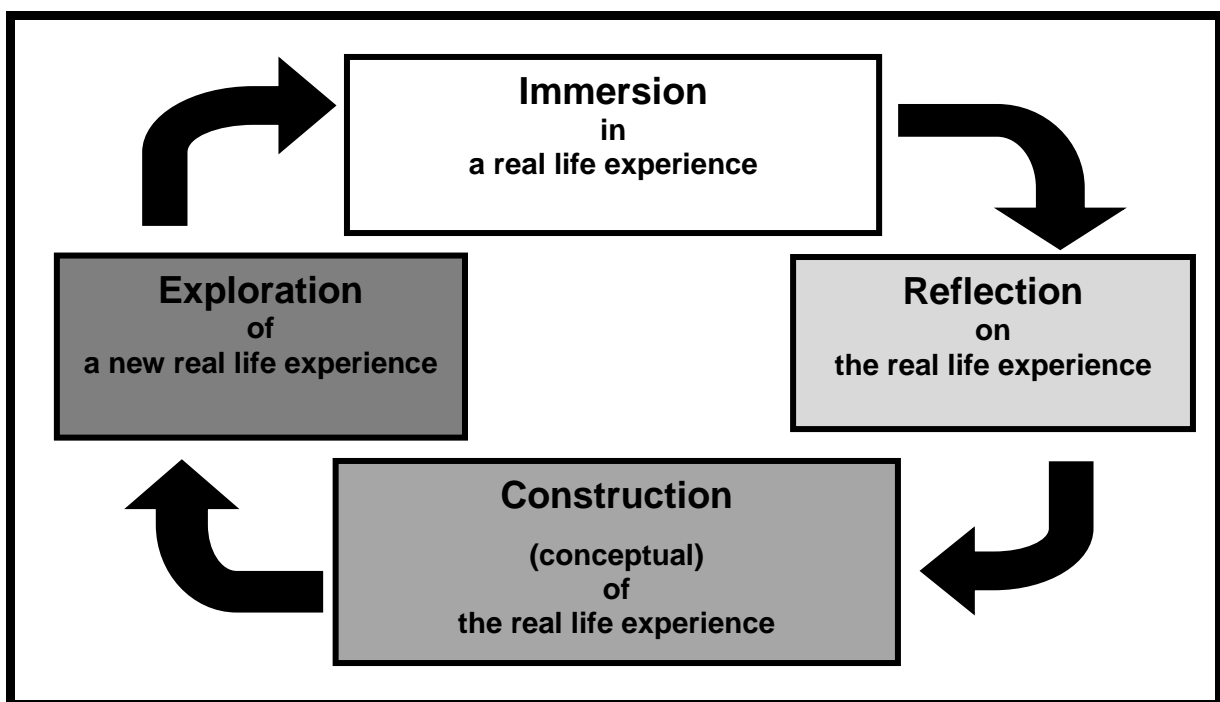 Immersion
in
a real life experience
Reflection
on
the real life experience
Construction
(conceptual)
of
the real life experience
Exploration
of
a new real life experience